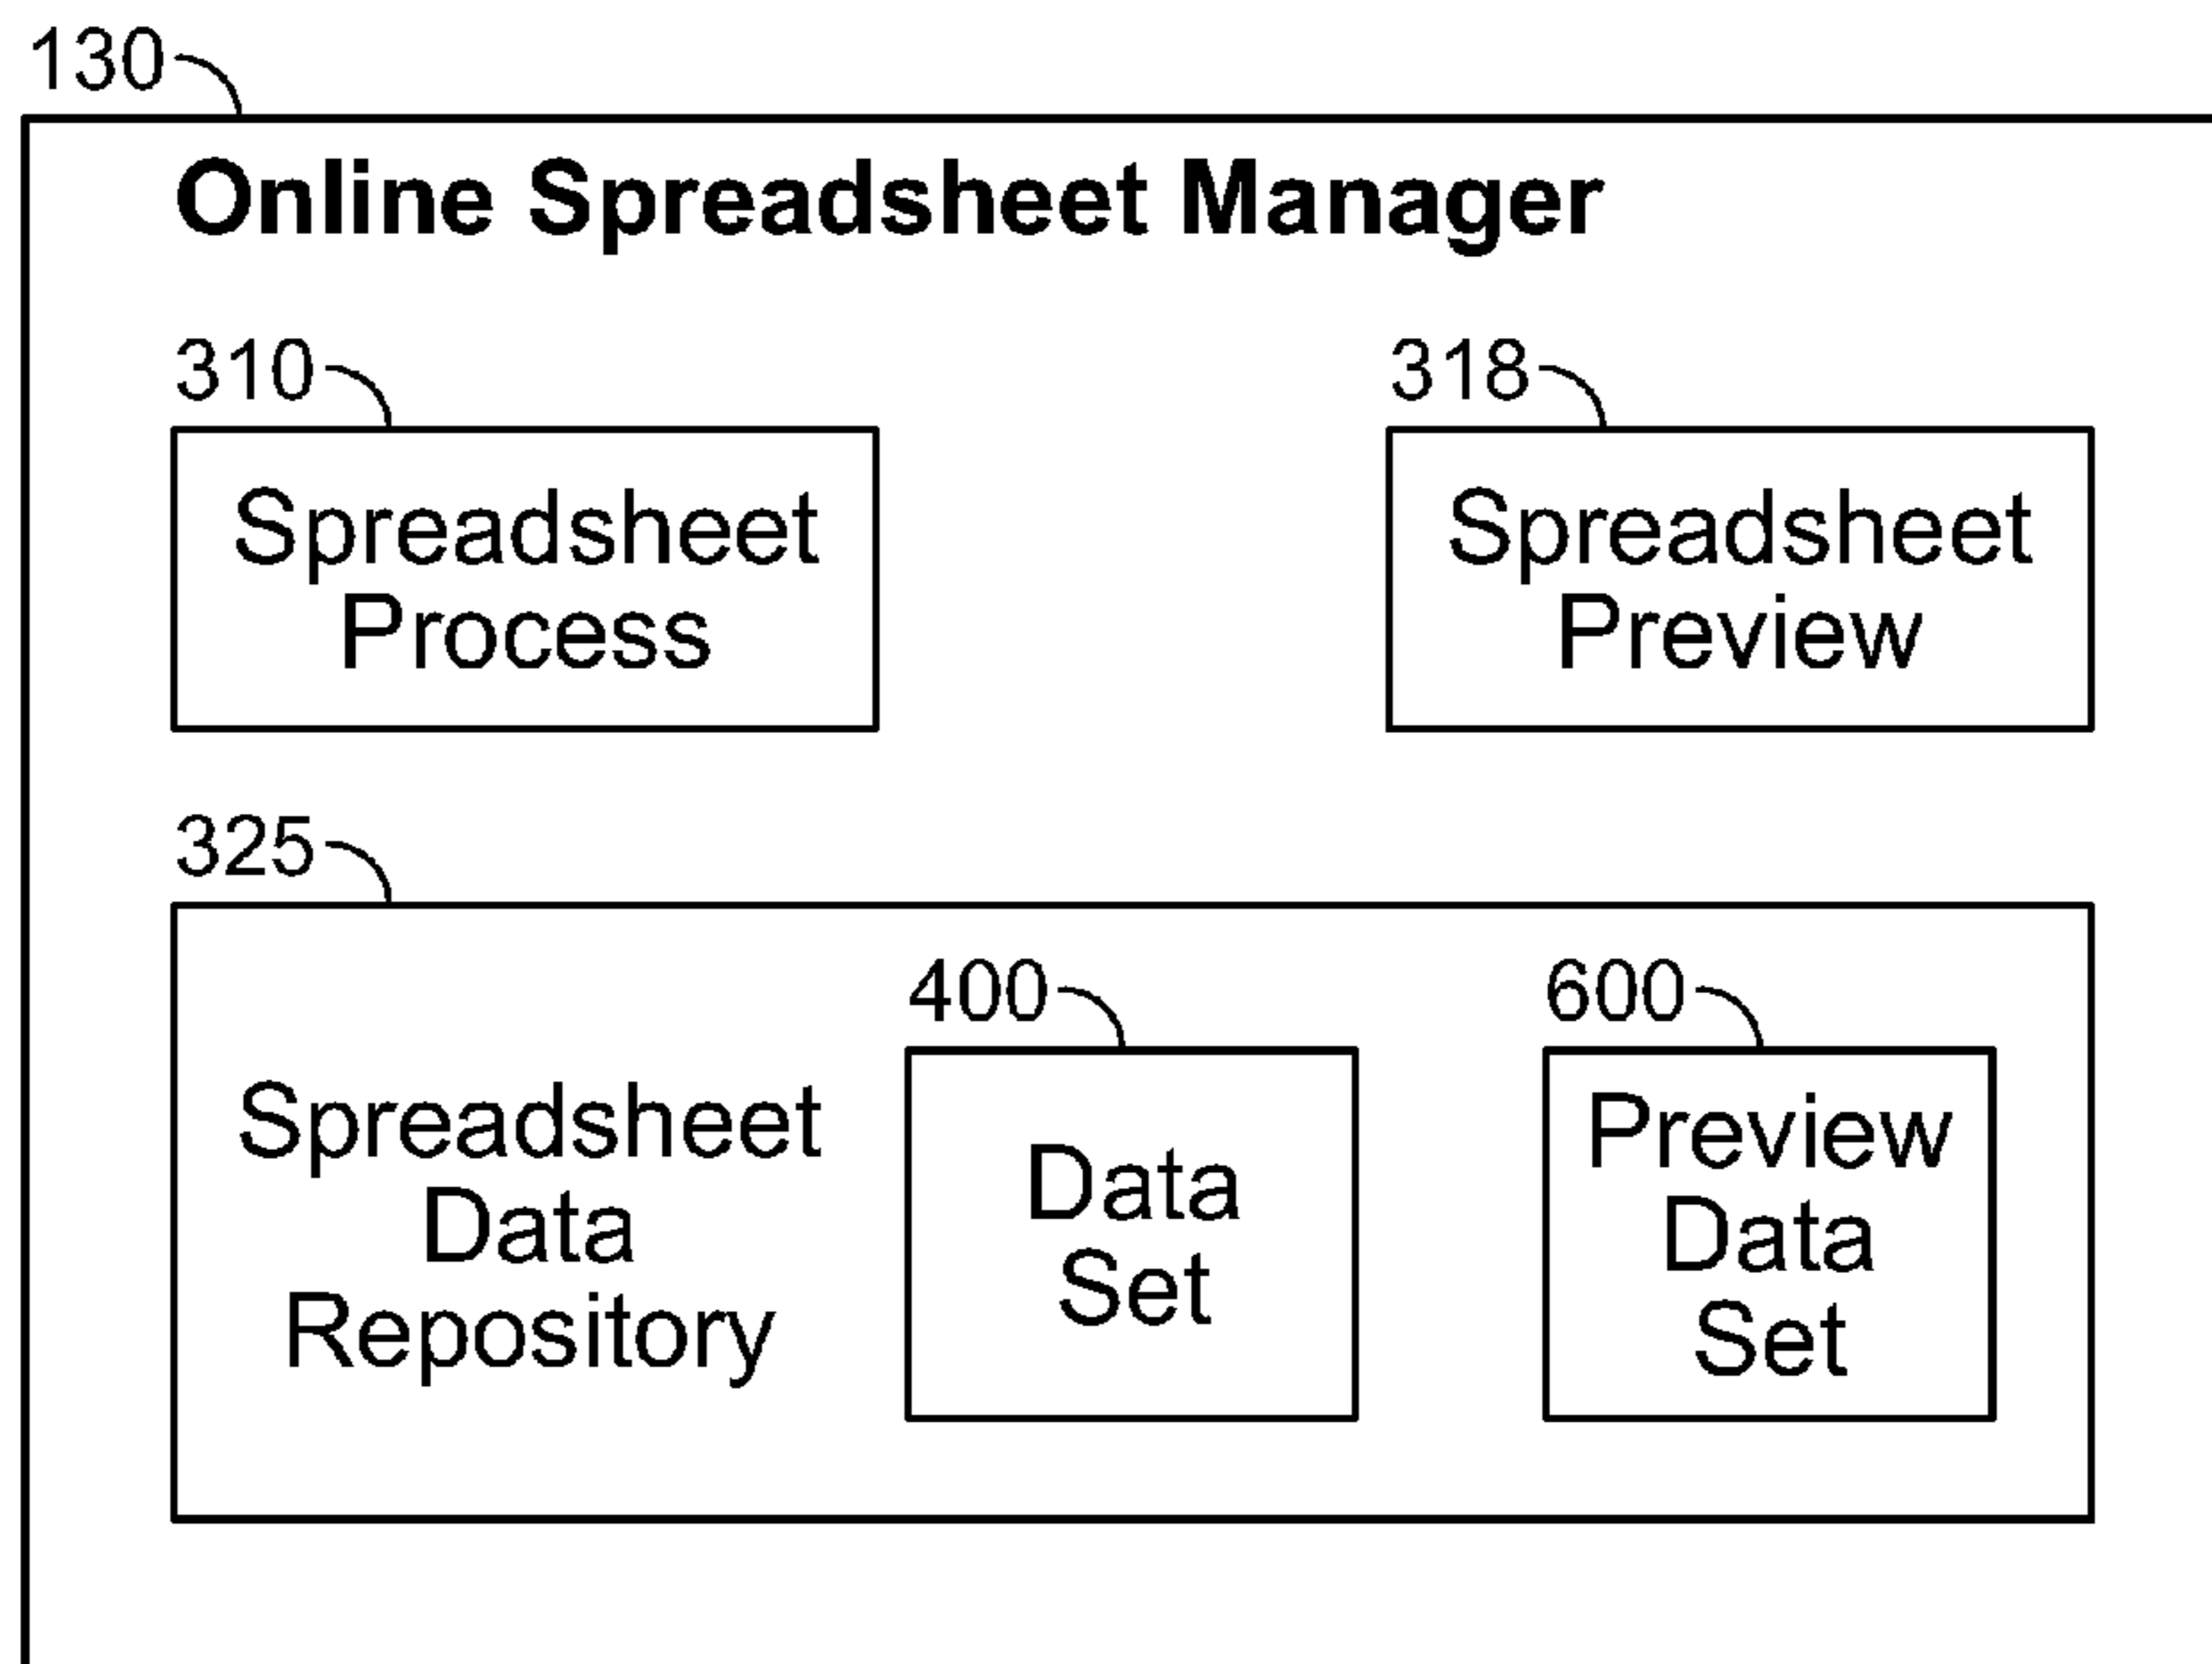 130
Online Spreadsheet Manager
310
Spreadsheet
Process
318
Spreadsheet
Preview
325
Spreadsheet
Data
Repository
400
Data
Set
600
Preview
Data
Set